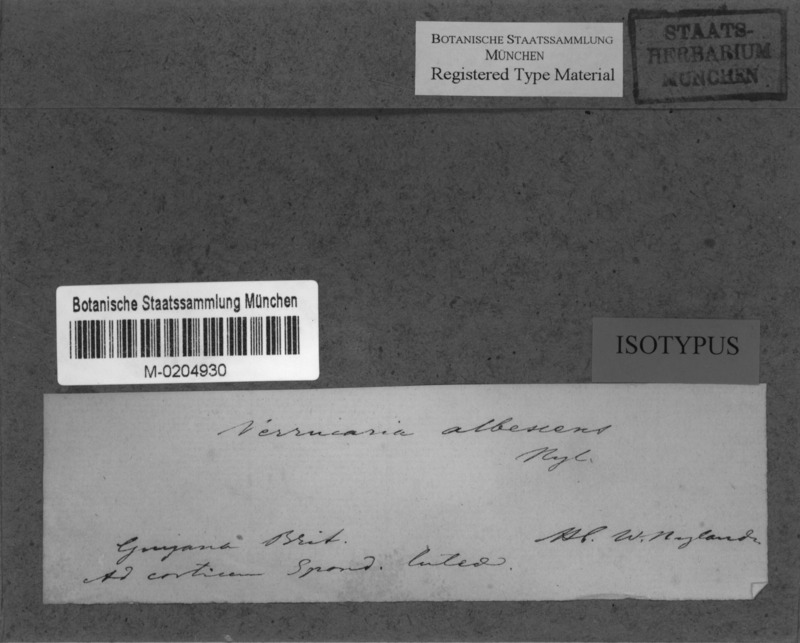 BOTANISCHE STAATSSAMMLUNG
MÜNCHEN
Registered Type Material
STAATS-
HERBARIUM
MÜNCHEN
Botanische Staatssammlung München
M-0204930
ISOTYPUS
Verrucaria albescens
Nyl.
Guyana Brit.
Hb. W. Nylander
Ad corticem Spond. lutea.